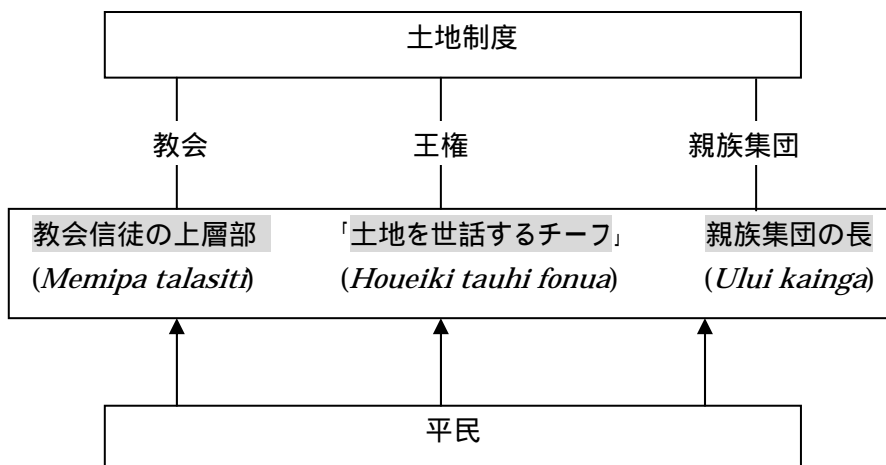 土地制度
教会 王権 親族集団
教会信徒の上層部 「土地を世話するチーフ」 親族集団の長
(Memipa talasiti) (Houeiki tauhi fonua) (Ului kainga)
平民